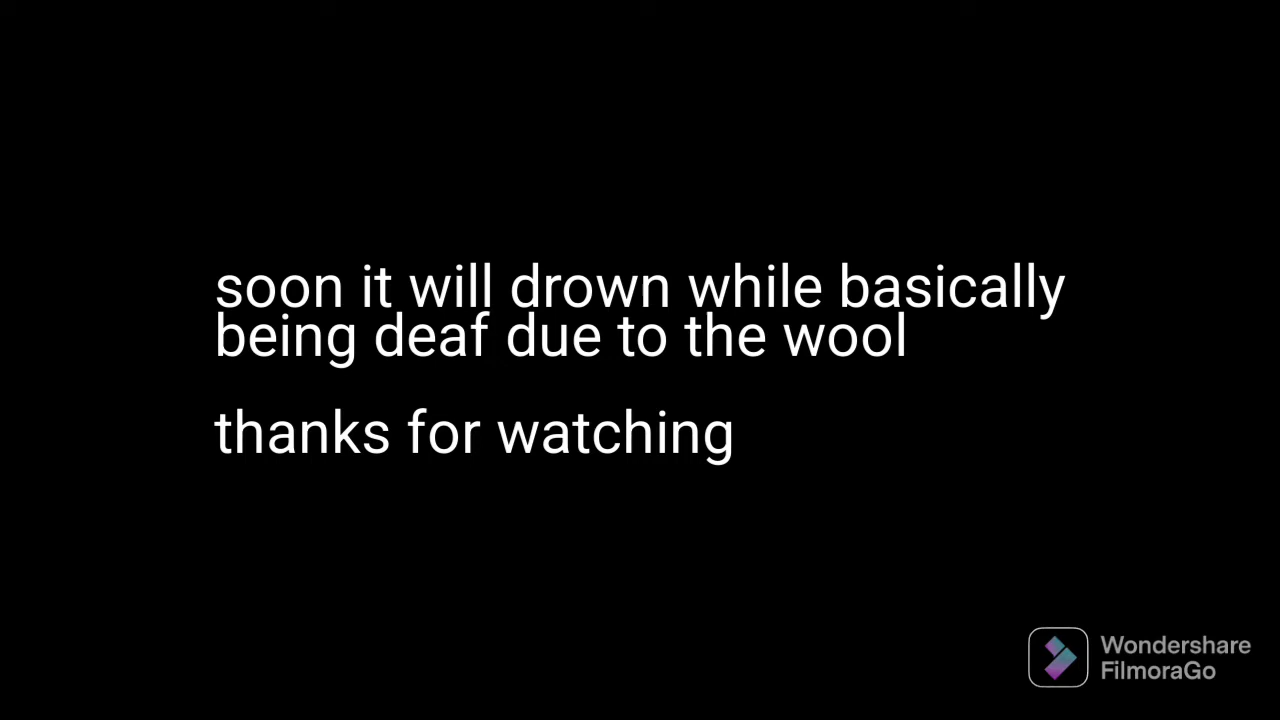 soon it will drown while basically
being deaf due to the wool
thanks for watching
Wondershare
FilmoraGo